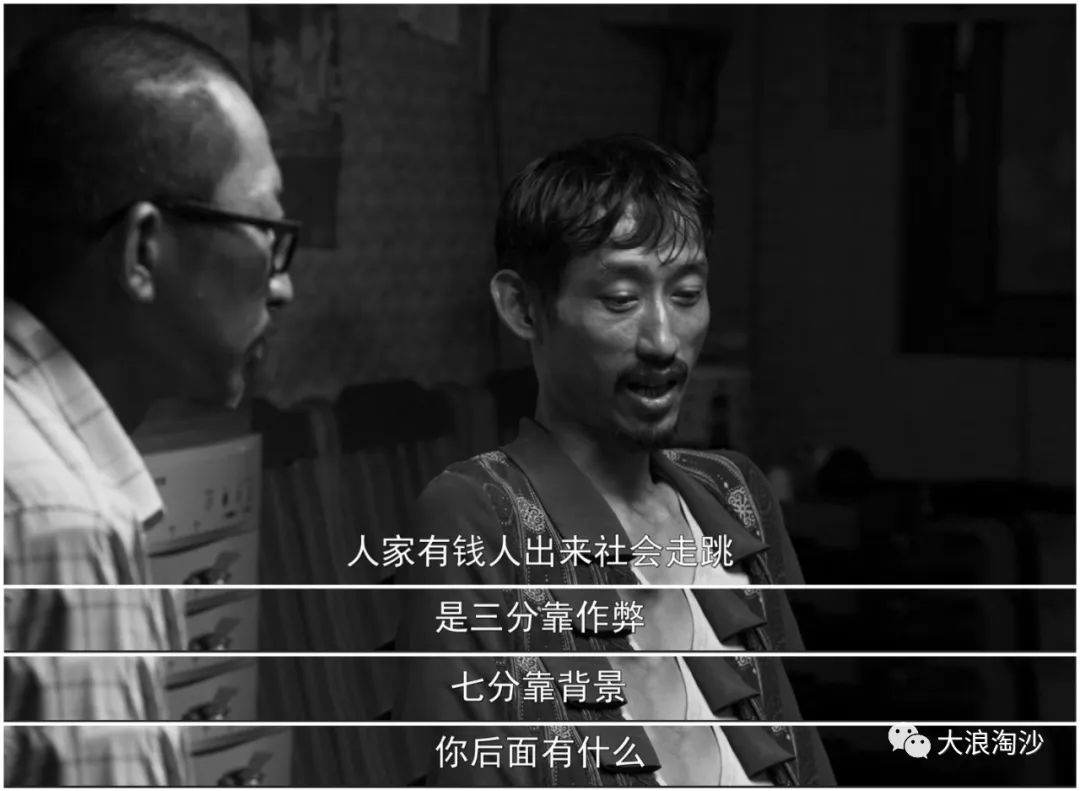 人家有钱人出来社会走跳
是三分靠作弊
七分靠背景
你后面有什么
大浪淘沙